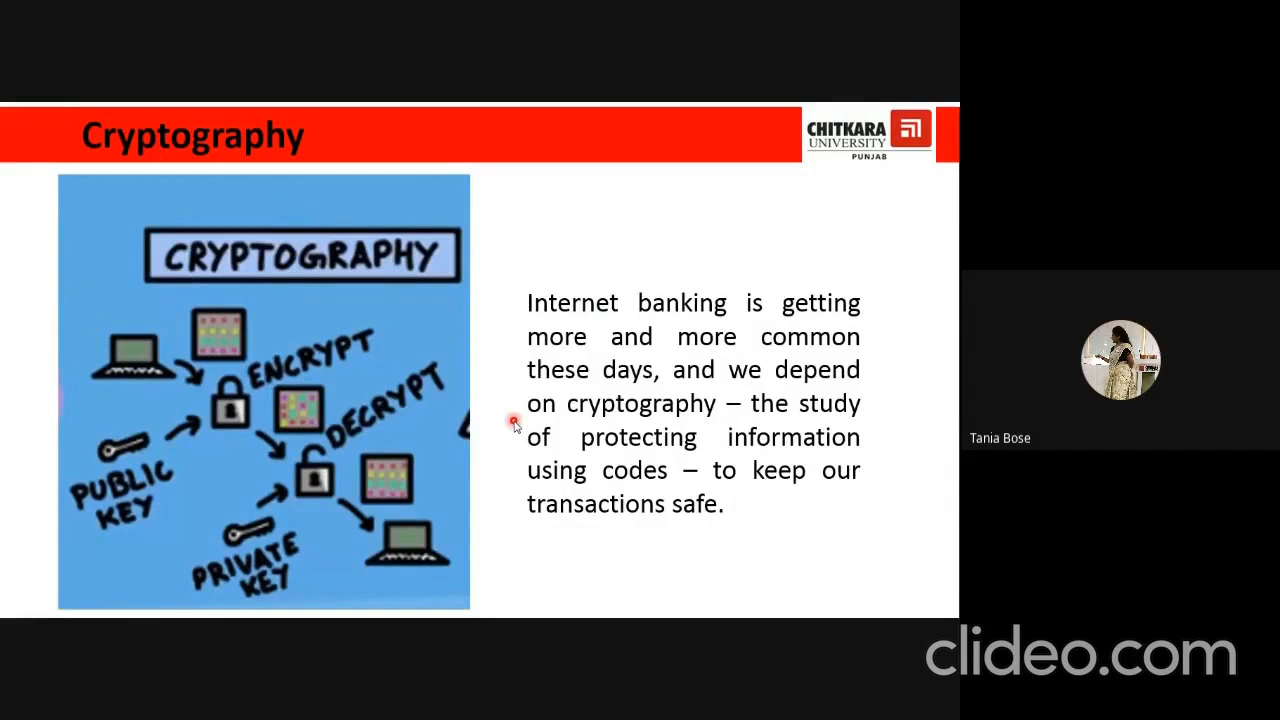 Cryptography
CHITKARA
UNIVERSITY
PUNJAB
CRYPTOGRAPHY
ENCRYPT
DECRYPT
PUBLIC
KEY
PRIVATE
KEY
Internet banking is getting
more and more common
these days, and we depend
on cryptography – the study
of protecting information
using codes – to keep our
transactions safe.
Tania Bose
clideo.com